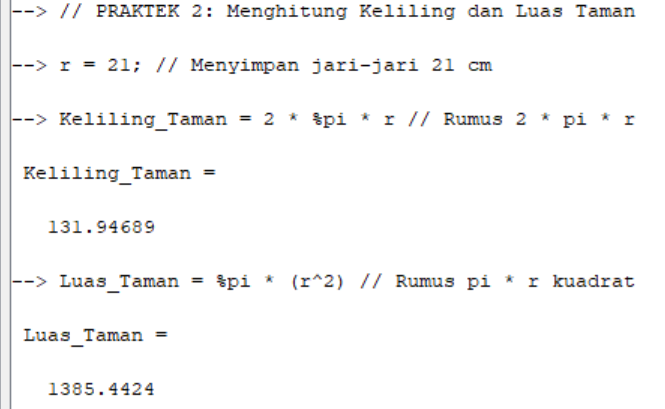 --> // PRAKTEK 2: Menghitung Keliling dan Luas Taman
--> r = 21; // Menyimpan jari-jari 21 cm
--> Keliling_Taman = 2 * %pi * r // Rumus 2 * pi * r
Keliling_Taman =
131.94689
--> Luas_Taman = %pi * (r^2) // Rumus pi * r kuadrat
Luas_Taman =
1385.4424